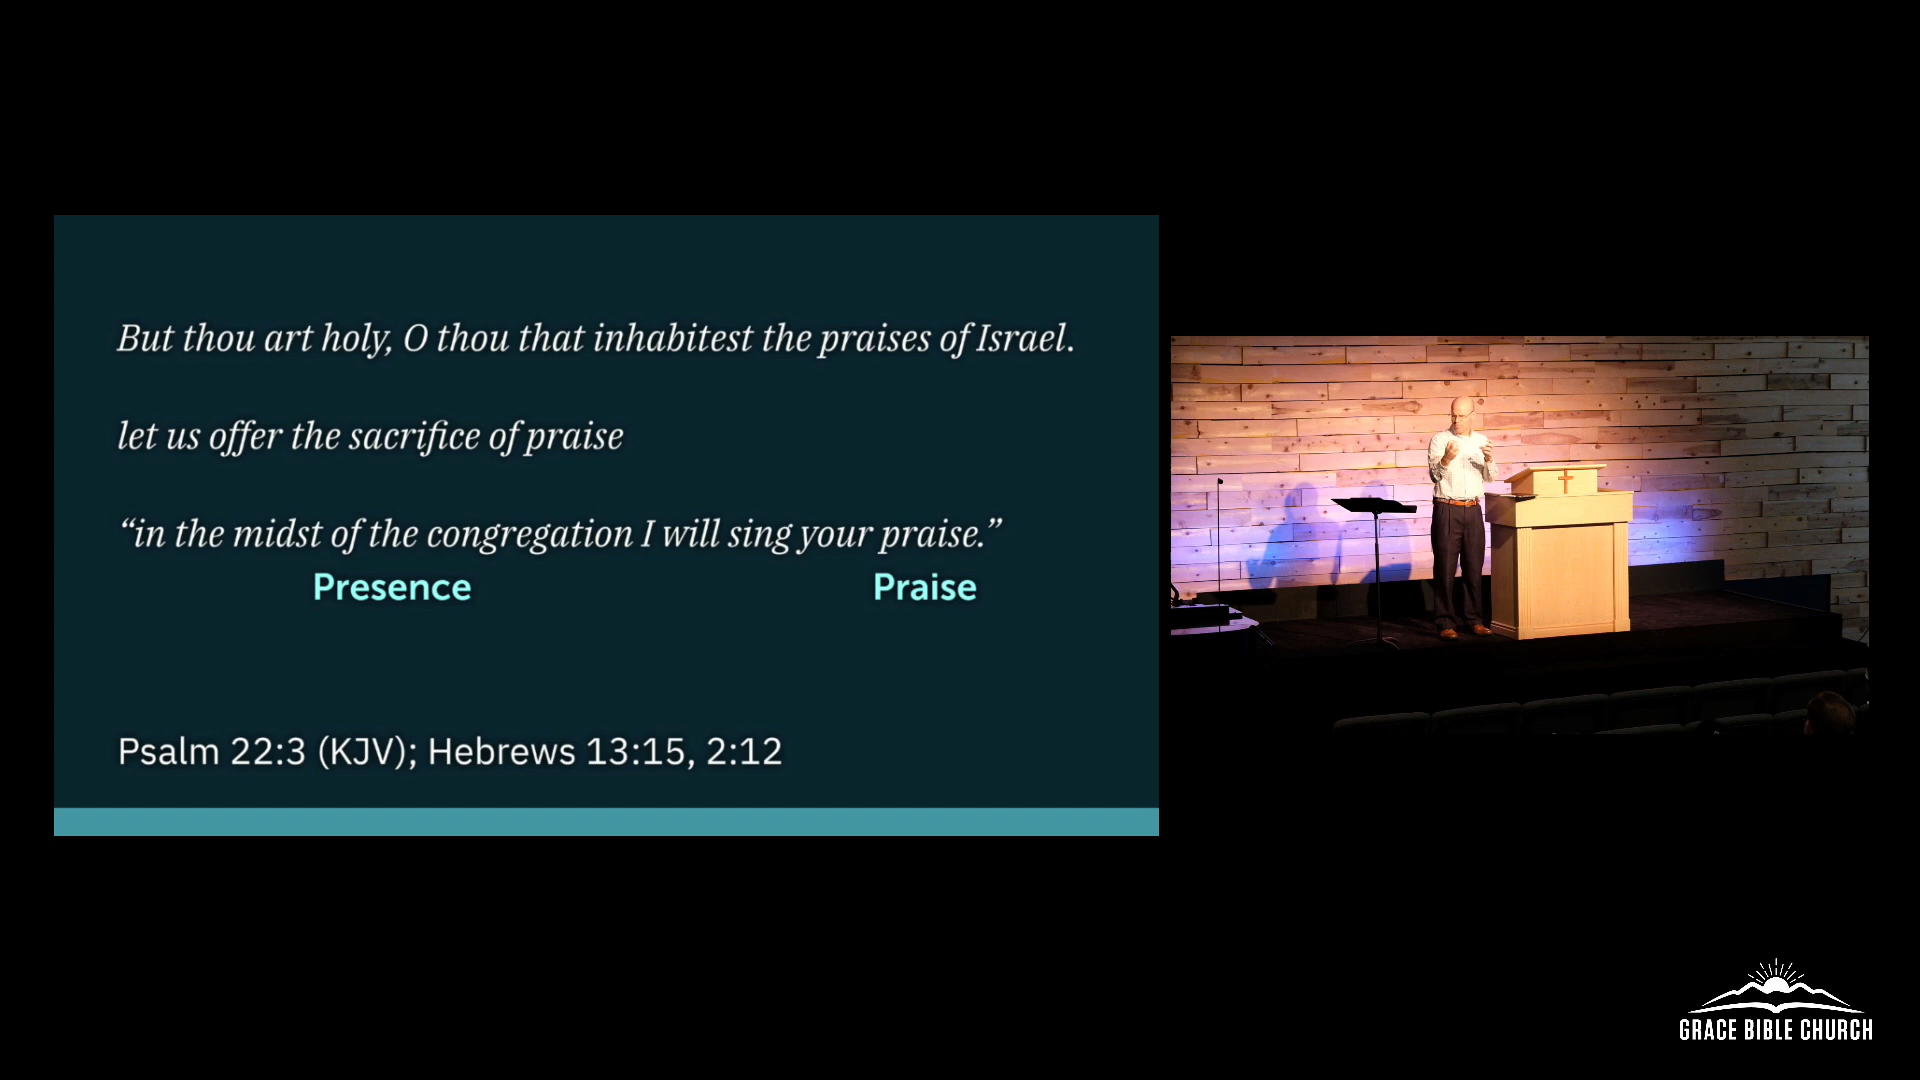 But thou art holy, O thou that inhabitest the praises of Israel.
let us offer the sacrifice of praise
“in the midst of the congregation I will sing your praise.”
Presence Praise
Psalm 22:3 (KJV); Hebrews 13:15, 2:12
GRACE BIBLE CHURCH